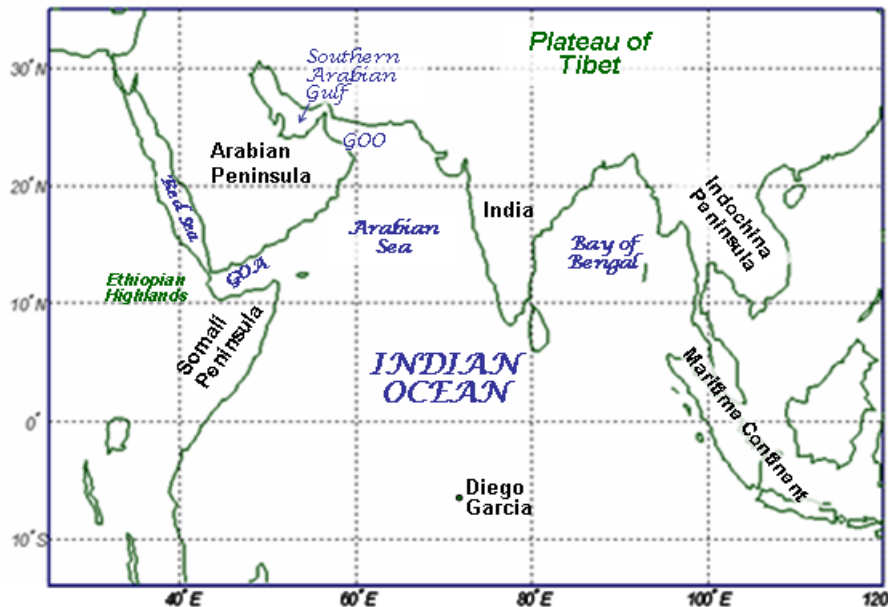 Plateau of
Tibet
Southern
Arabian
Gulf
30°N
GOO
Arabian
Peninsula
20°N
Red Sea
India
Indochina
Peninsula
Arabian
Sea
Bay of
Bengal
GOA
Ethiopian
Highlands
10°N
Somali
Peninsula
INDIAN
OCEAN
Maritime Continent
0°
Diego
Garcia
10°S
40°E
60°E
80°E
100°E
120